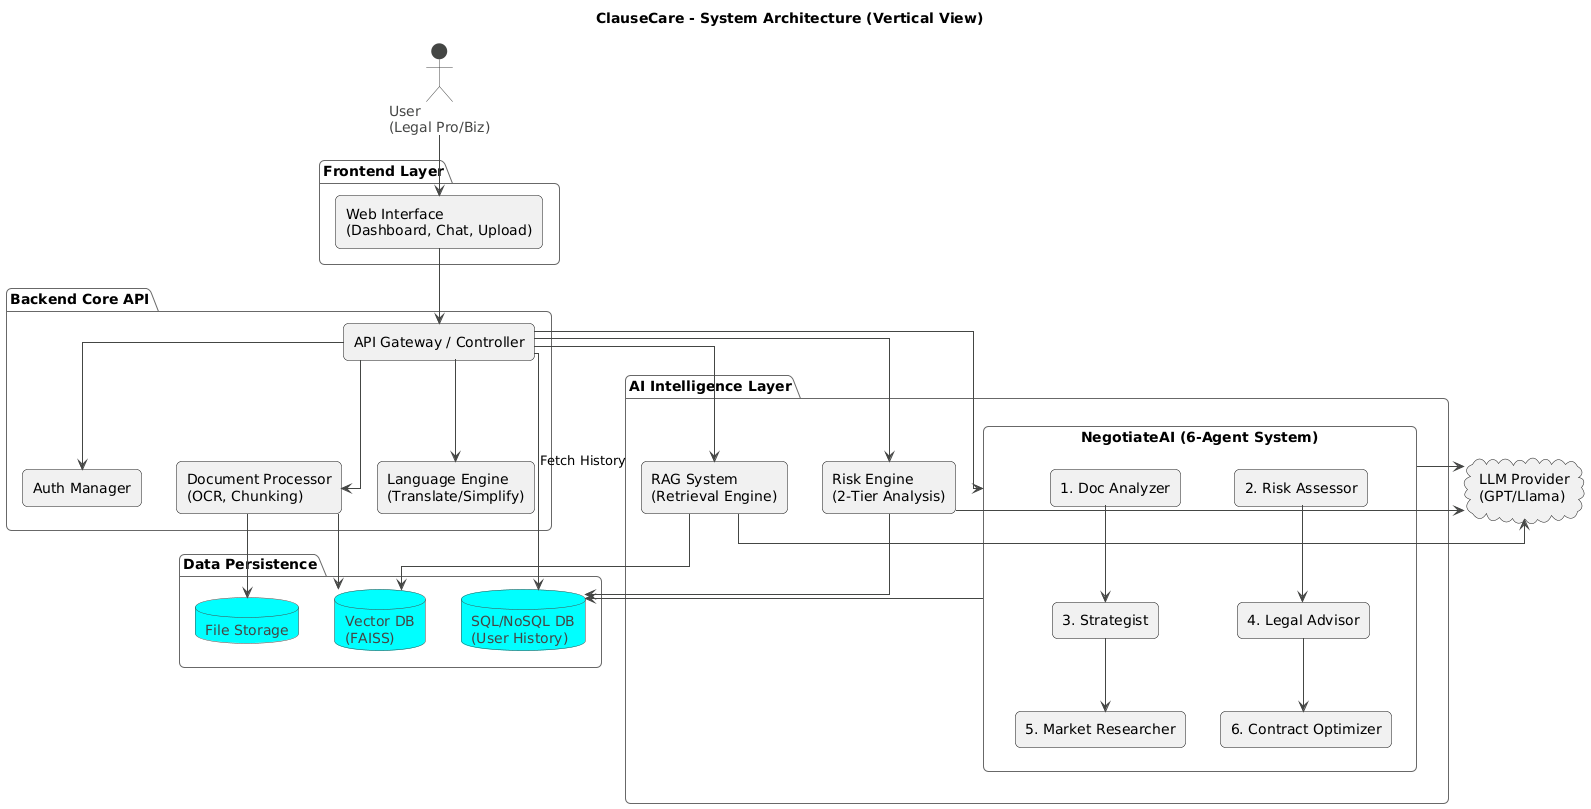 ClauseCare - System Architecture (Vertical View)
User
(Legal Pro/Biz)
Frontend Layer
Web Interface
(Dashboard, Chat, Upload)
Backend Core API
API Gateway / Controller
Auth Manager
Document Processor
(OCR, Chunking)
Language Engine
(Translate/Simplify)
Fetch History
AI Intelligence Layer
RAG System
(Retrieval Engine)
Risk Engine
(2-Tier Analysis)
NegotiateAI (6-Agent System)
1. Doc Analyzer
2. Risk Assessor
3. Strategist
4. Legal Advisor
5. Market Researcher
6. Contract Optimizer
LLM Provider
(GPT/Llama)
Data Persistence
File Storage
Vector DB
(FAISS)
SQL/NoSQL DB
(User History)